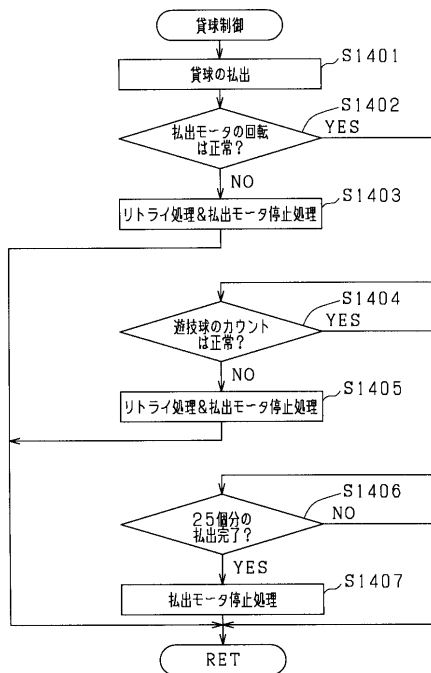 貸球制御
貸球の払出
S1401
払出モータの回転
は正常?
S1402
YES
NO
リトライ処理&払出モータ停止処理
S1403
遊技球のカウント
は正常?
S1404
YES
NO
リトライ処理&払出モータ停止処理
S1405
25個分の
払出完了?
S1406
NO
YES
払出モータ停止処理
S1407
RET